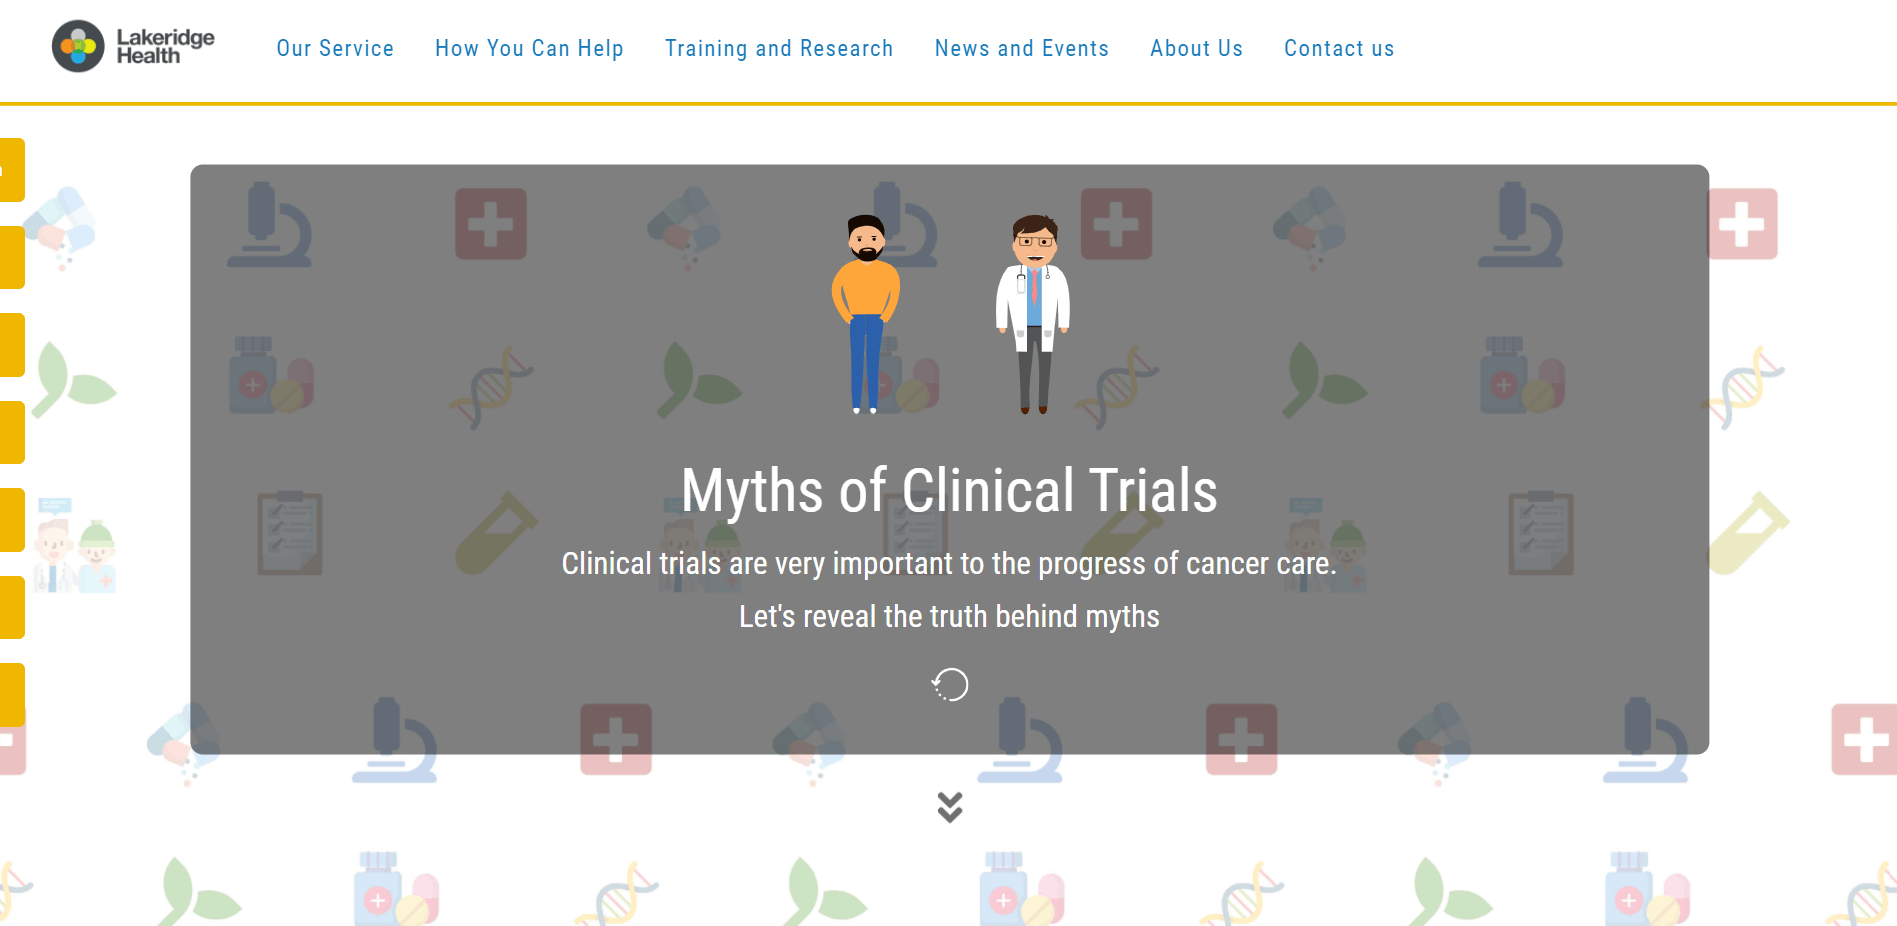 Lakeridge
Health
Our Service
How You Can Help
Training and Research
News and Events
About Us
Contact us
Myths of Clinical Trials
Clinical trials are very important to the progress of cancer care.
Let's reveal the truth behind myths